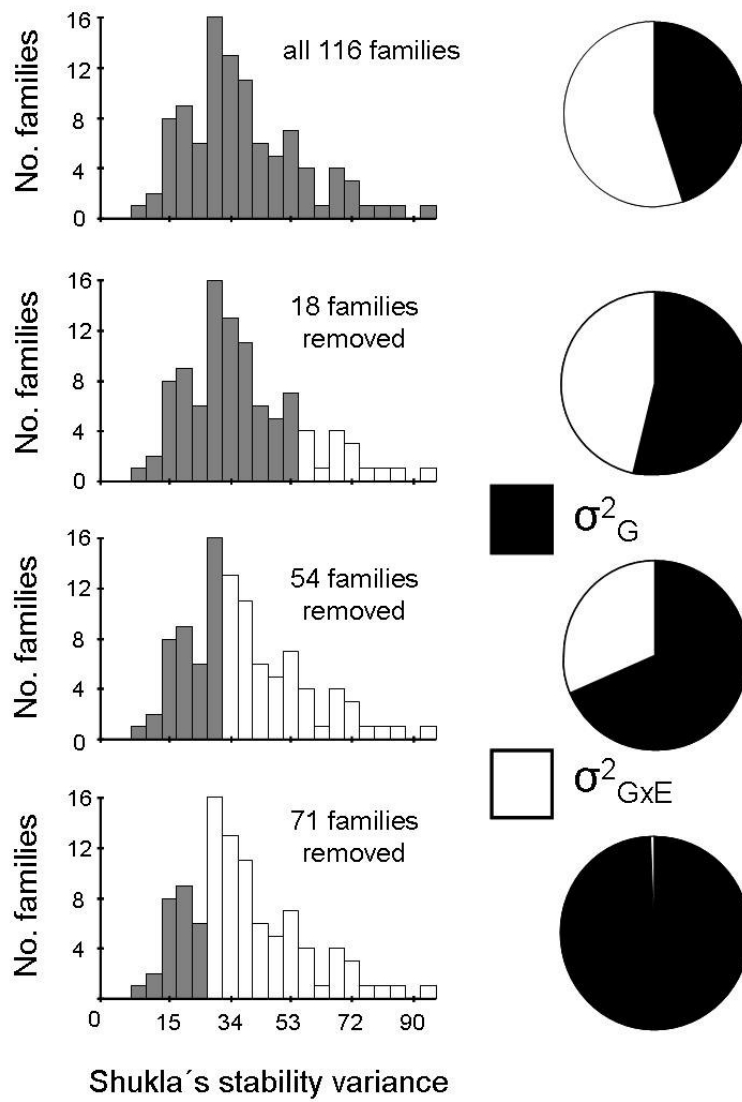 No. families
16
12
8
4
0
all 116 families
No. families
16
12
8
4
0
18 families
removed
σ²G
No. families
16
12
8
4
0
54 families
removed
σ²GxE
No. families
16
12
8
4
71 families
removed
0 15 34 53 72 90
Shukla´s stability variance